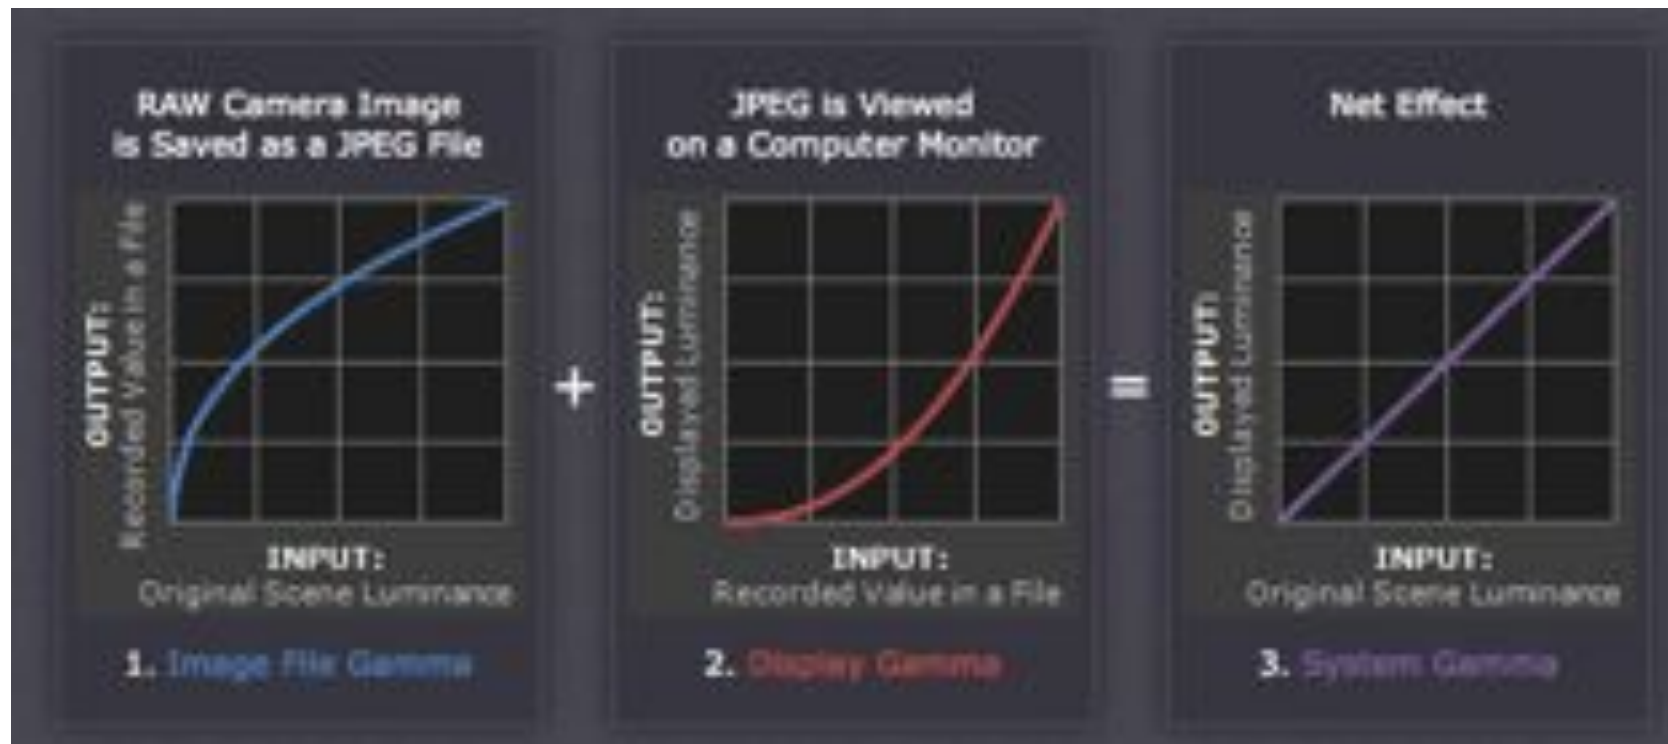 RAW Camera Image
is Saved as a JPEG File
OUTPUT:
Recorded Value in a File
INPUT:
Original Scene Luminance
1. Image File Gamma
+
JPEG is Viewed
on a Computer Monitor
OUTPUT:
Displayed Luminance
INPUT:
Recorded Value in a File
2. Display Gamma
=
Net Effect
OUTPUT:
Displayed Luminance
INPUT:
Original Scene Luminance
3. System Gamma